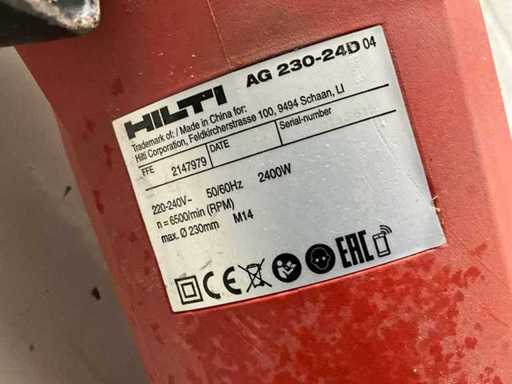 HILTI AG 230-24D 04
Trademark of: / Made in China for:
Hilti Corporation, Feldkircherstrasse 100, 9494 Schaan, LI
FFE 2147979 DATE Serial-number
220-240V~ 50/60Hz 2400W
n = 6500/min (RPM)
max. Ø 230mm M14
CE EAC